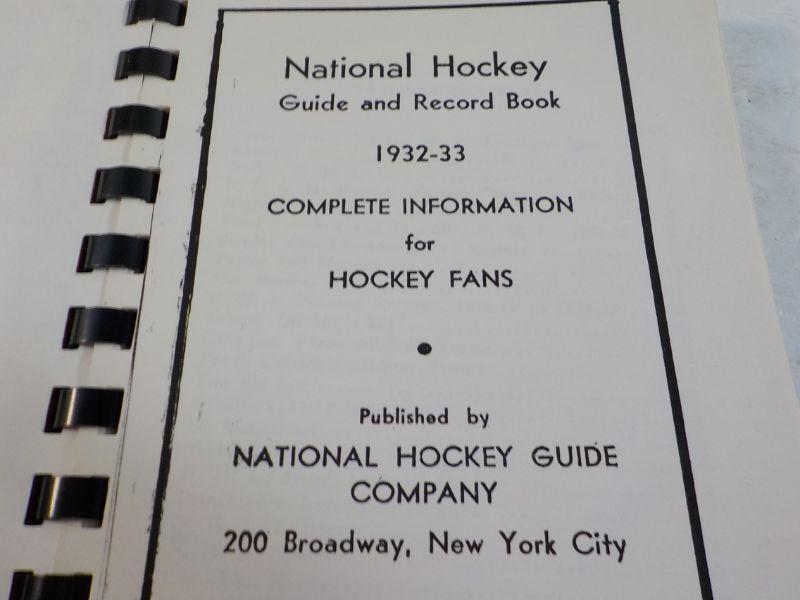 National Hockey
Guide and Record Book
1932-33
COMPLETE INFORMATION
for
HOCKEY FANS
Published by
NATIONAL HOCKEY GUIDE
COMPANY
200 Broadway, New York City